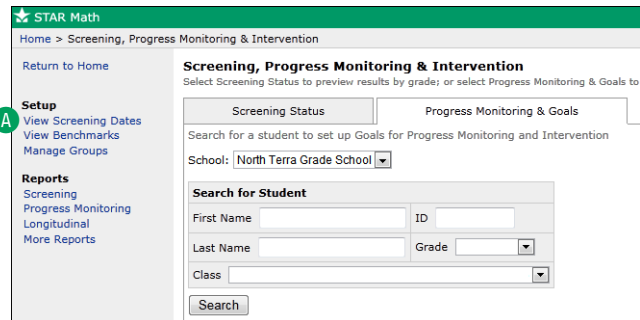 STAR Math
Home > Screening, Progress Monitoring & Intervention
Return to Home
Setup
A
View Screening Dates
View Benchmarks
Manage Groups
Reports
Screening
Progress Monitoring
Longitudinal
More Reports
Screening, Progress Monitoring & Intervention
Select Screening Status to preview results by grade; or select Progress Monitoring & Goals to
Screening Status
Progress Monitoring & Goals
Search for a student to set up Goals for Progress Monitoring and Intervention
School: North Terra Grade School
Search for Student
First Name ID
Last Name Grade
Class
Search